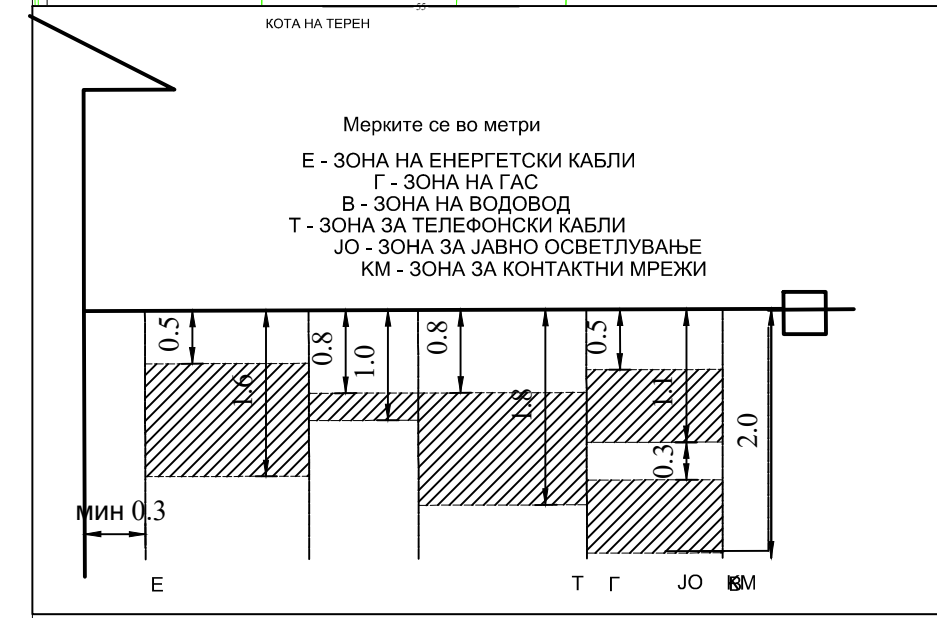 55
КОТА НА ТЕРЕН
Мерките се во метри
Е - ЗОНА НА ЕНЕРГЕТСКИ КАБЛИ
Г - ЗОНА НА ГАС
В - ЗОНА НА ВОДОВОД
Т - ЗОНА ЗА ТЕЛЕФОНСКИ КАБЛИ
ЈО - ЗОНА ЗА ЈАВНО ОСВЕТЛУВАЊЕ
КМ - ЗОНА ЗА КОНТАКТНИ МРЕЖИ
0.5
1.6
0.8
1.0
0.8
1.8
0.5
1.1
0.3
2.0
мин 0.3
Е Т Г ЈО В КМ